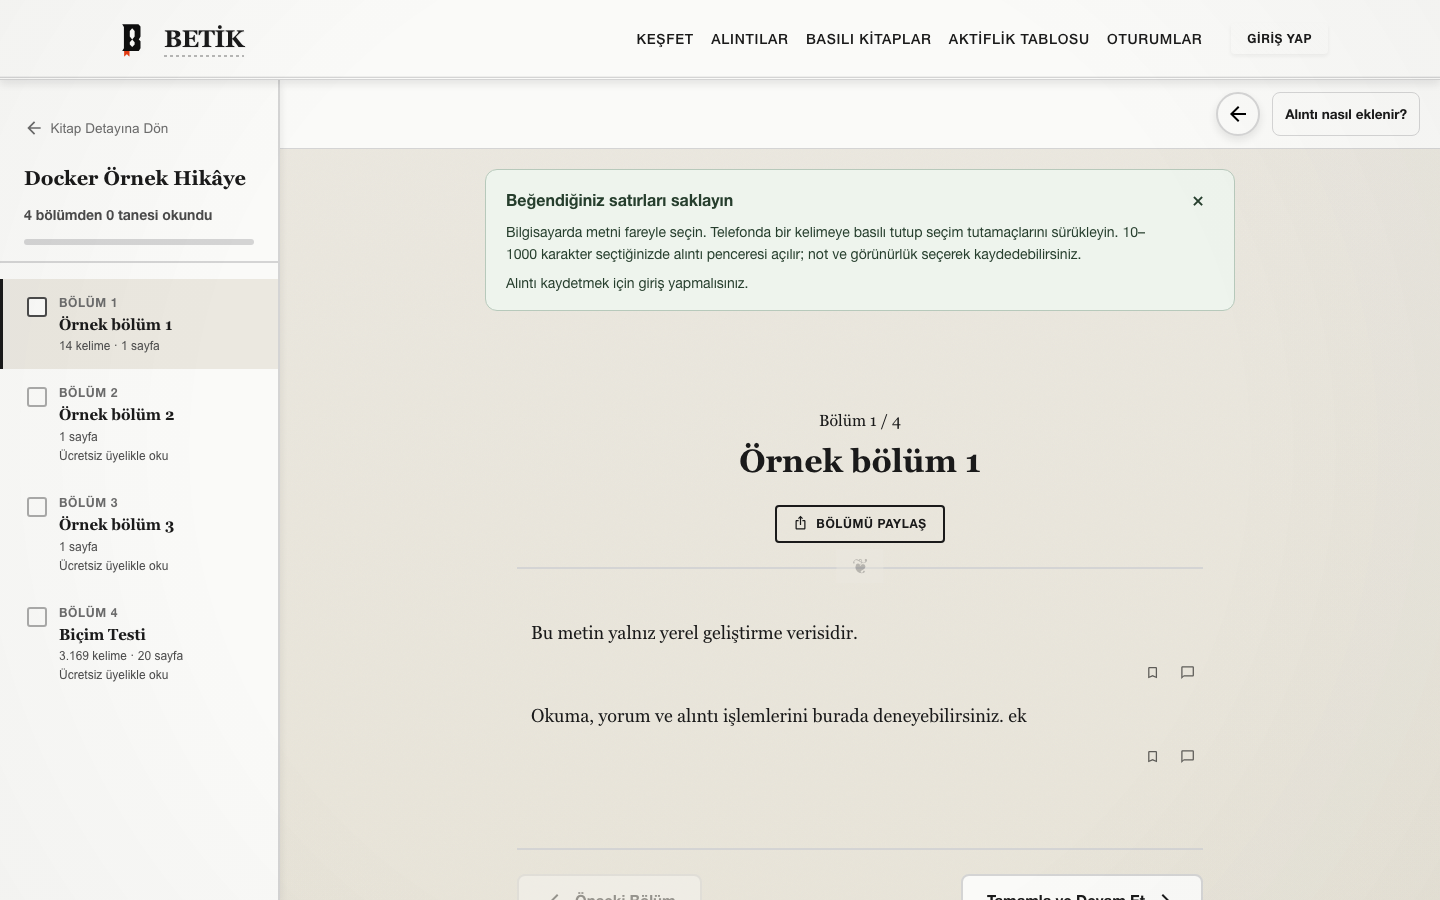 BETİK
KEŞFET
ALINTILAR
BASILI KİTAPLAR
AKTİFLİK TABLOSU
OTURUMLAR
GİRİŞ YAP
Kitap Detayına Dön
Docker Örnek Hikâye
4 bölümden 0 tanesi okundu
BÖLÜM 1
Örnek bölüm 1
14 kelime · 1 sayfa
BÖLÜM 2
Örnek bölüm 2
1 sayfa
Ücretsiz üyelikle oku
BÖLÜM 3
Örnek bölüm 3
1 sayfa
Ücretsiz üyelikle oku
BÖLÜM 4
Biçim Testi
3.169 kelime · 20 sayfa
Ücretsiz üyelikle oku
Alıntı nasıl eklenir?
Beğendiğiniz satırları saklayın
Bilgisayarda metni fareyle seçin. Telefonda bir kelimeye basılı tutup seçim tutamaçlarını sürükleyin. 10–
1000 karakter seçtiğinizde alıntı penceresi açılır; not ve görünürlük seçerek kaydedebilirsiniz.
Alıntı kaydetmek için giriş yapmalısınız.
Bölüm 1 / 4
Örnek bölüm 1
BÖLÜMÜ PAYLAŞ
Bu metin yalnız yerel geliştirme verisidir.
Okuma, yorum ve alıntı işlemlerini burada deneyebilirsiniz. ek
Önceki Bölüm
Tamamla ve Devam Et